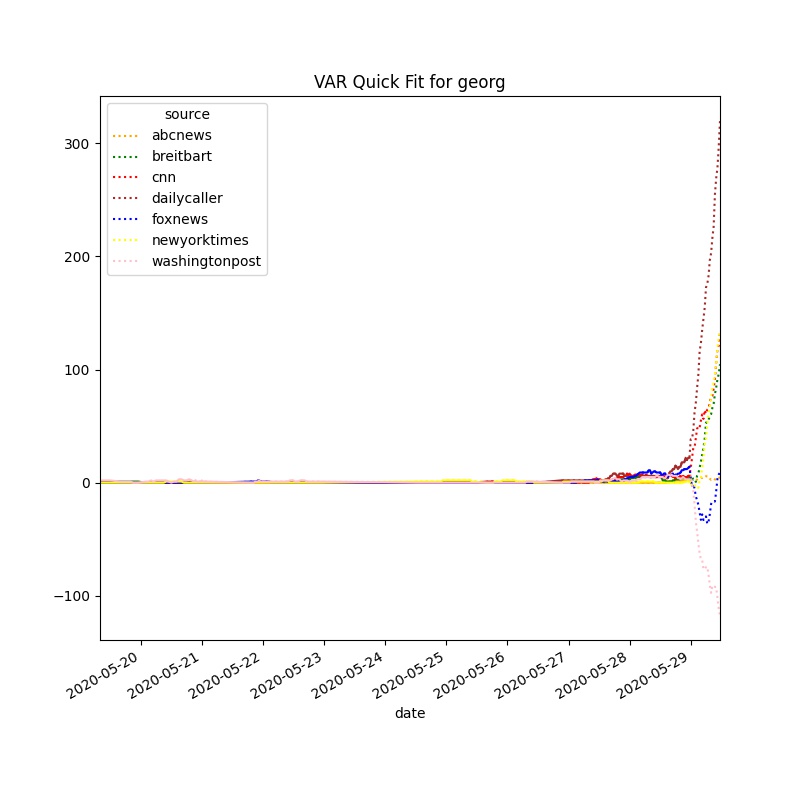 VAR Quick Fit for georg
source
abcnews
breitbart
cnn
dailycaller
foxnews
newyorktimes
washingtonpost
300
200
100
0
−100
2020-05-20
2020-05-21
2020-05-22
2020-05-23
2020-05-24
2020-05-25
2020-05-26
2020-05-27
2020-05-28
2020-05-29
date